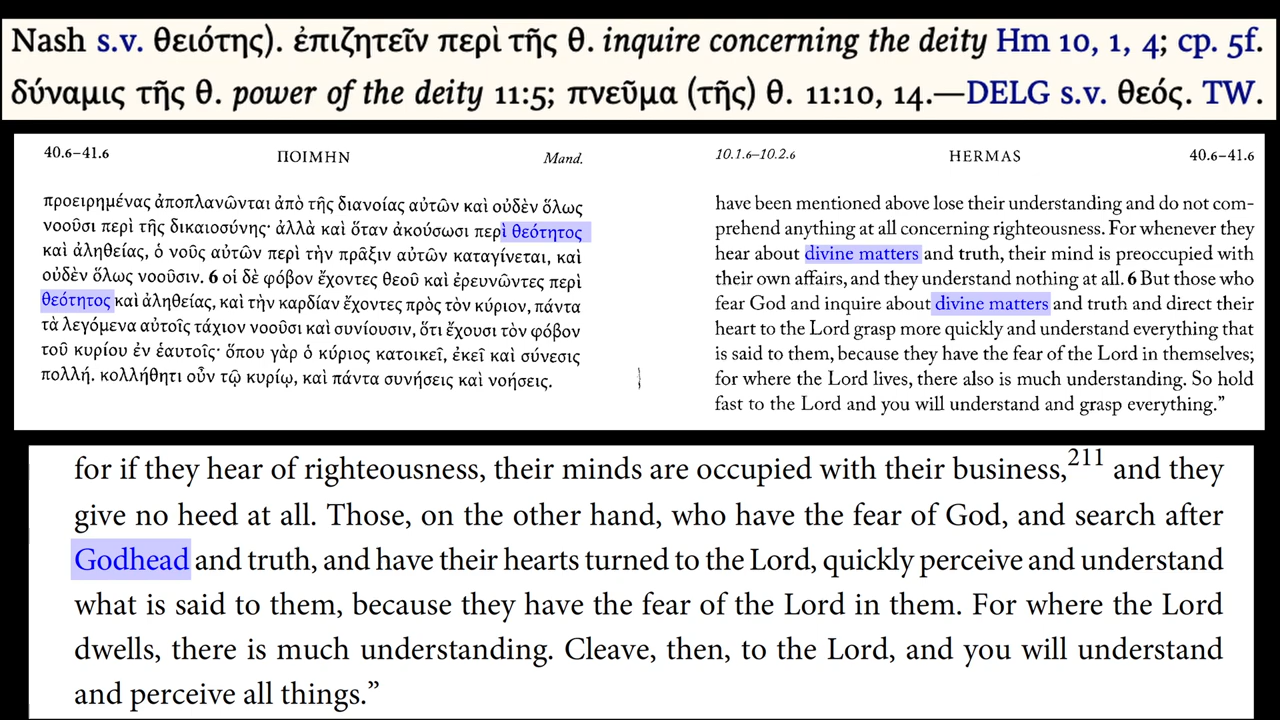 Nash s.v. θειότης). ἐπιζητεῖν περὶ τῆς θ. inquire concerning the deity Hm 10, 1, 4; cp. 5f.
δύναμις τῆς θ. power of the deity 11:5; πνεῦμα (τῆς) θ. 11:10, 14.—DELG s.v. θεός. TW.
40.6–41.6 ΠΟΙΜΗΝ Mand.
προειρημένας ἀποπλανῶνται ἀπὸ τῆς διανοίας αὐτῶν καὶ οὐδὲν ὅλως
νοοῦσι περὶ τῆς δικαιοσύνης· ἀλλὰ καὶ ὅταν ἀκούσωσι περὶ θεότητος
καὶ ἀληθείας, ὁ νοῦς αὐτῶν περὶ τὴν πρᾶξιν αὐτῶν καταγίνεται, καὶ
οὐδὲν ὅλως νοοῦσιν. 6 οἱ δὲ φόβον ἔχοντες θεοῦ καὶ ἐρευνῶντες περὶ
θεότητος καὶ ἀληθείας, καὶ τὴν καρδίαν ἔχοντες πρὸς τὸν κύριον, πάντα
τὰ λεγόμενα αὐτοῖς τάχιον νοοῦσι καὶ συνίουσιν, ὅτι ἔχουσι τὸν φόβον
τοῦ κυρίου ἐν ἑαυτοῖς· ὅπου γὰρ ὁ κύριος κατοικεῖ, ἐκεῖ καὶ σύνεσις
πολλή. κολλήθητι οὖν τῷ κυρίῳ, καὶ πάντα συνήσεις καὶ νοήσεις.
10.1.6–10.2.6 HERMAS 40.6–41.6
have been mentioned above lose their understanding and do not com-
prehend anything at all concerning righteousness. For whenever they
hear about divine matters and truth, their mind is preoccupied with
their own affairs, and they understand nothing at all. 6 But those who
fear God and inquire about divine matters and truth and direct their
heart to the Lord grasp more quickly and understand everything that
is said to them, because they have the fear of the Lord in themselves;
for where the Lord lives, there also is much understanding. So hold
fast to the Lord and you will understand and grasp everything.”
for if they hear of righteousness, their minds are occupied with their business,211 and they
give no heed at all. Those, on the other hand, who have the fear of God, and search after
Godhead and truth, and have their hearts turned to the Lord, quickly perceive and understand
what is said to them, because they have the fear of the Lord in them. For where the Lord
dwells, there is much understanding. Cleave, then, to the Lord, and you will understand
and perceive all things.”